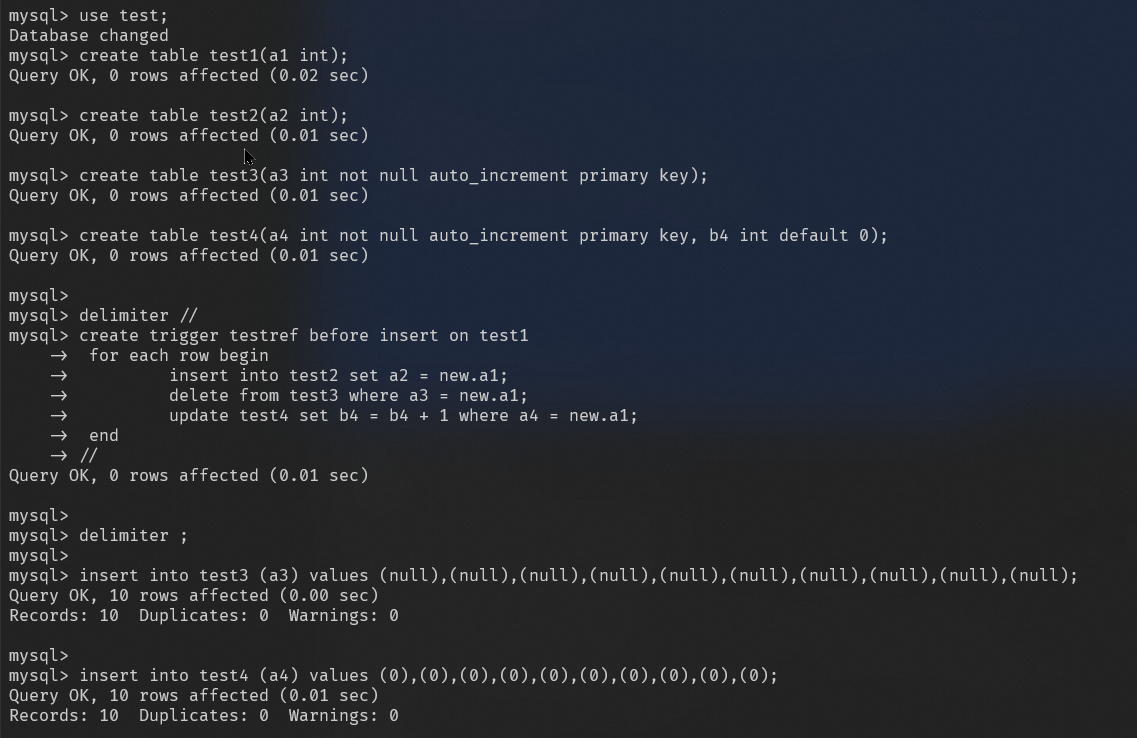 mysql> use test;
Database changed
mysql> create table test1(a1 int);
Query OK, 0 rows affected (0.02 sec)
mysql> create table test2(a2 int);
Query OK, 0 rows affected (0.01 sec)
mysql> create table test3(a3 int not null auto_increment primary key);
Query OK, 0 rows affected (0.01 sec)
mysql> create table test4(a4 int not null auto_increment primary key, b4 int default 0);
Query OK, 0 rows affected (0.01 sec)
mysql>
mysql> delimiter //
mysql> create trigger testref before insert on test1
-> for each row begin
-> insert into test2 set a2 = new.a1;
-> delete from test3 where a3 = new.a1;
-> update test4 set b4 = b4 + 1 where a4 = new.a1;
-> end
-> //
Query OK, 0 rows affected (0.01 sec)
mysql>
mysql> delimiter ;
mysql>
mysql> insert into test3 (a3) values (null),(null),(null),(null),(null),(null),(null),(null),(null),(null);
Query OK, 10 rows affected (0.00 sec)
Records: 10  Duplicates: 0  Warnings: 0
mysql>
mysql> insert into test4 (a4) values (0),(0),(0),(0),(0),(0),(0),(0),(0),(0);
Query OK, 10 rows affected (0.01 sec)
Records: 10  Duplicates: 0  Warnings: 0